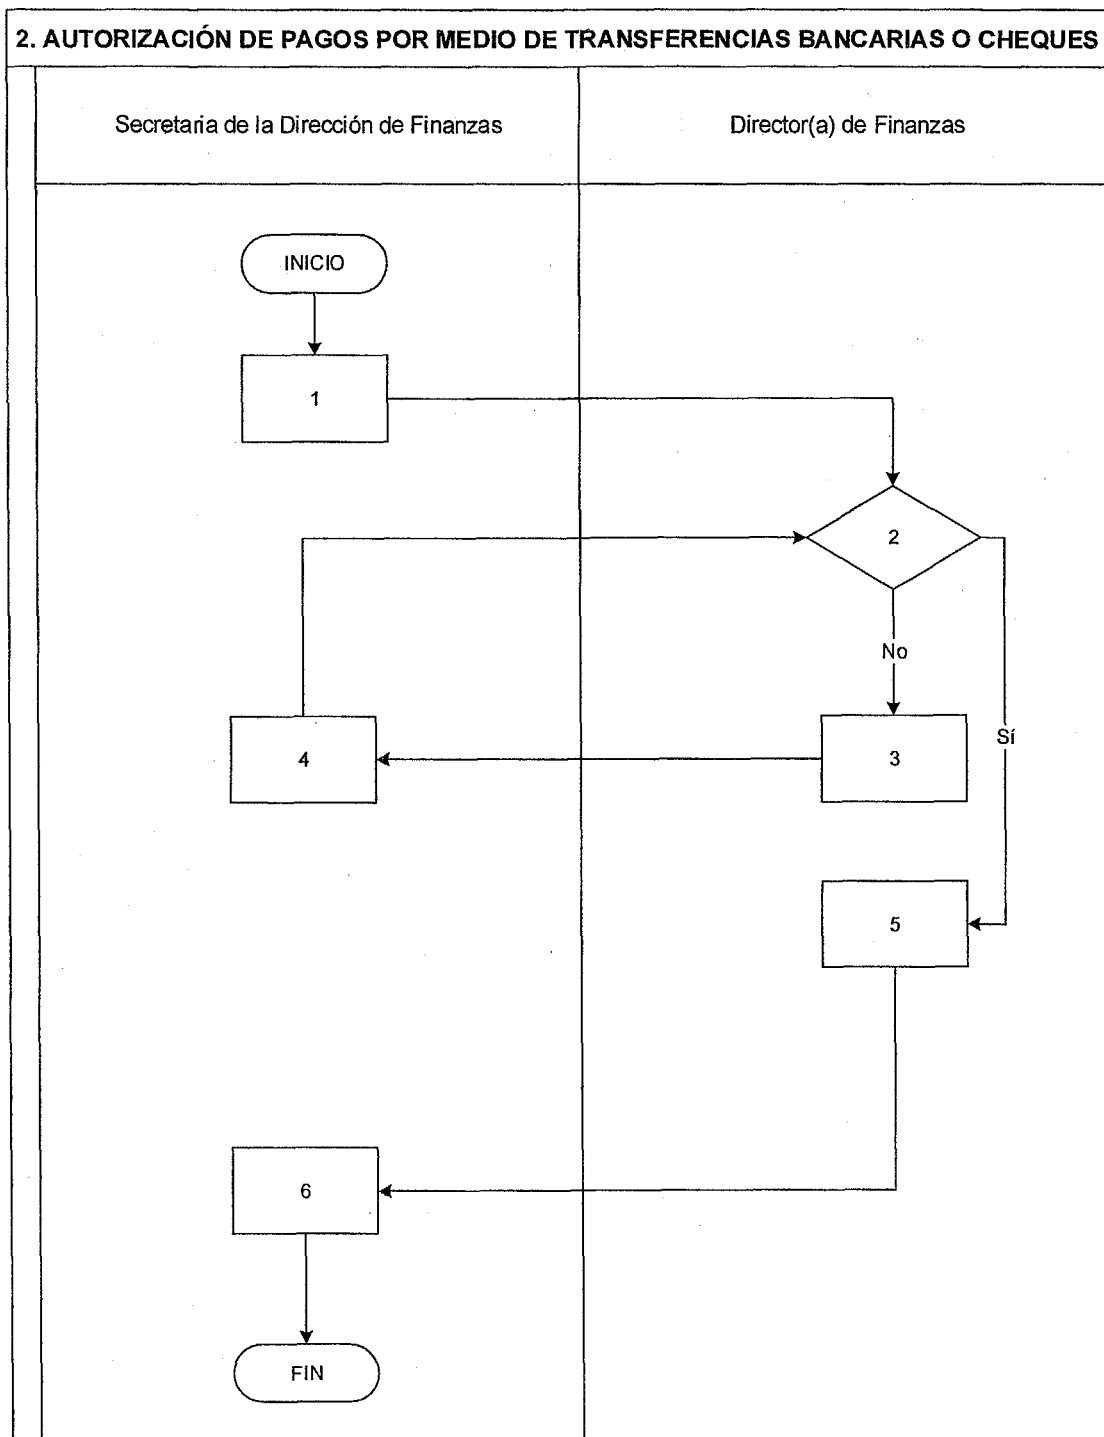 2. AUTORIZACIÓN DE PAGOS POR MEDIO DE TRANSFERENCIAS BANCARIAS O CHEQUES
Secretaria de la Dirección de Finanzas
Director(a) de Finanzas
INICIO
1
2
No
4
3
Sí
5
6
FIN